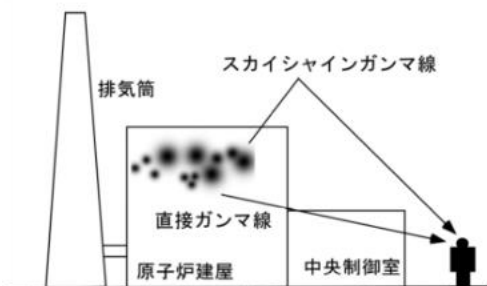 スカイシャインガンマ線
排気筒
直接ガンマ線
原子炉建屋
中央制御室